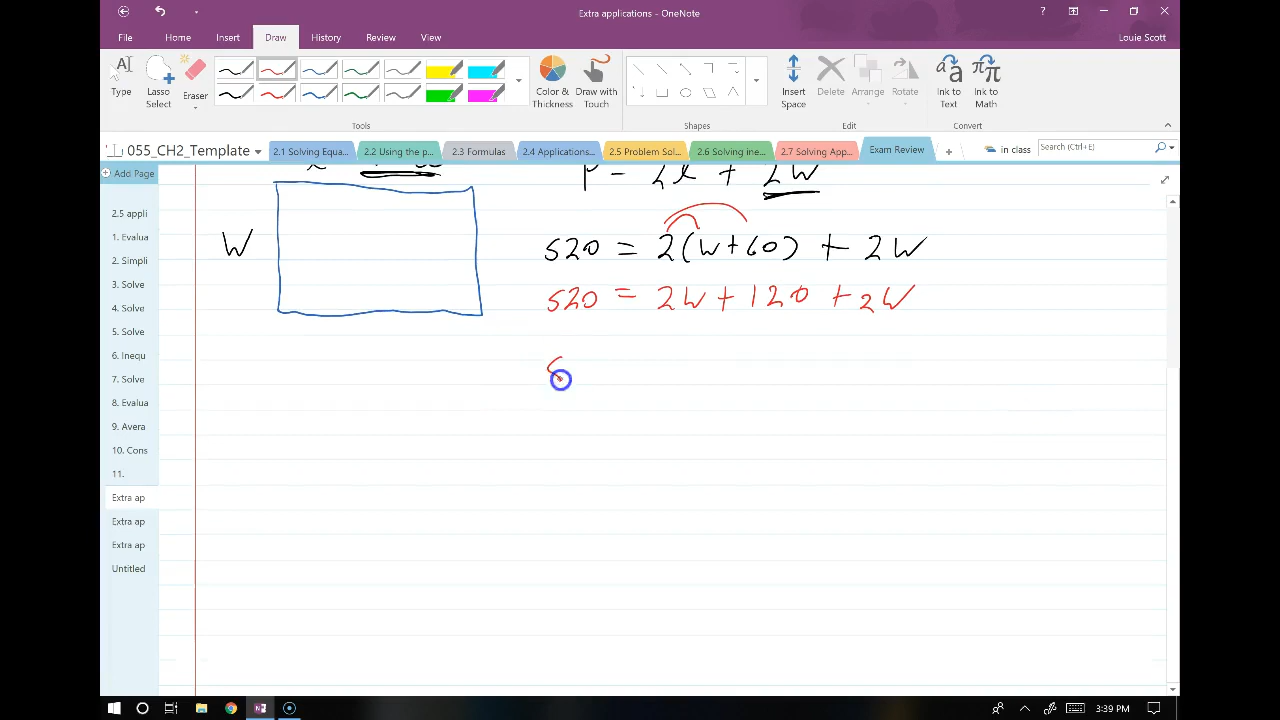 Extra applications - OneNote
File Home Insert Draw History Review View
Louie Scott
Type Lasso Select Eraser Color & Thickness Draw with Touch Insert Space Delete Arrange Rotate Ink to Text Ink to Math
Tools Shapes Edit Convert
055_CH2_Template 2.1 Solving Equa... 2.2 Using the p... 2.3 Formulas 2.4 Applications... 2.5 Problem Sol... 2.6 Solving ine... 2.7 Solving App... Exam Review in class Search (Ctrl+E)
Add Page
2.5 appli
1. Evalua
2. Simpli
3. Solve
4. Solve
5. Solve
6. Inequ
7. Solve
8. Evalua
9. Avera
10. Cons
11.
Extra ap
Extra ap
Extra ap
Untitled
P = 2l + 2W
W
520 = 2(W+60) + 2W
520 = 2W+120 +2W
3:39 PM